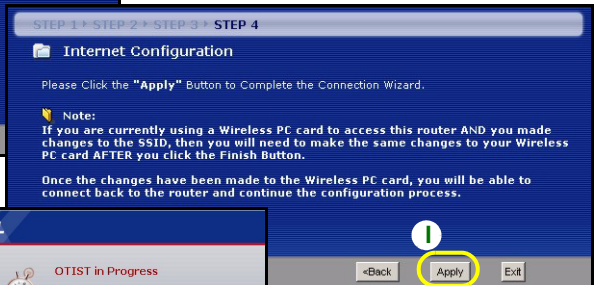 STEP 1 ▸ STEP 2 ▸ STEP 3 ▸ STEP 4
Internet Configuration
Please Click the "Apply" Button to Complete the Connection Wizard.
Note:
If you are currently using a Wireless PC card to access this router AND you made
changes to the SSID, then you will need to make the same changes to your Wireless
PC card AFTER you click the Finish Button.
Once the changes have been made to the Wireless PC card, you will be able to
connect back to the router and continue the configuration process.
I
OTIST in Progress
<Back Apply Exit